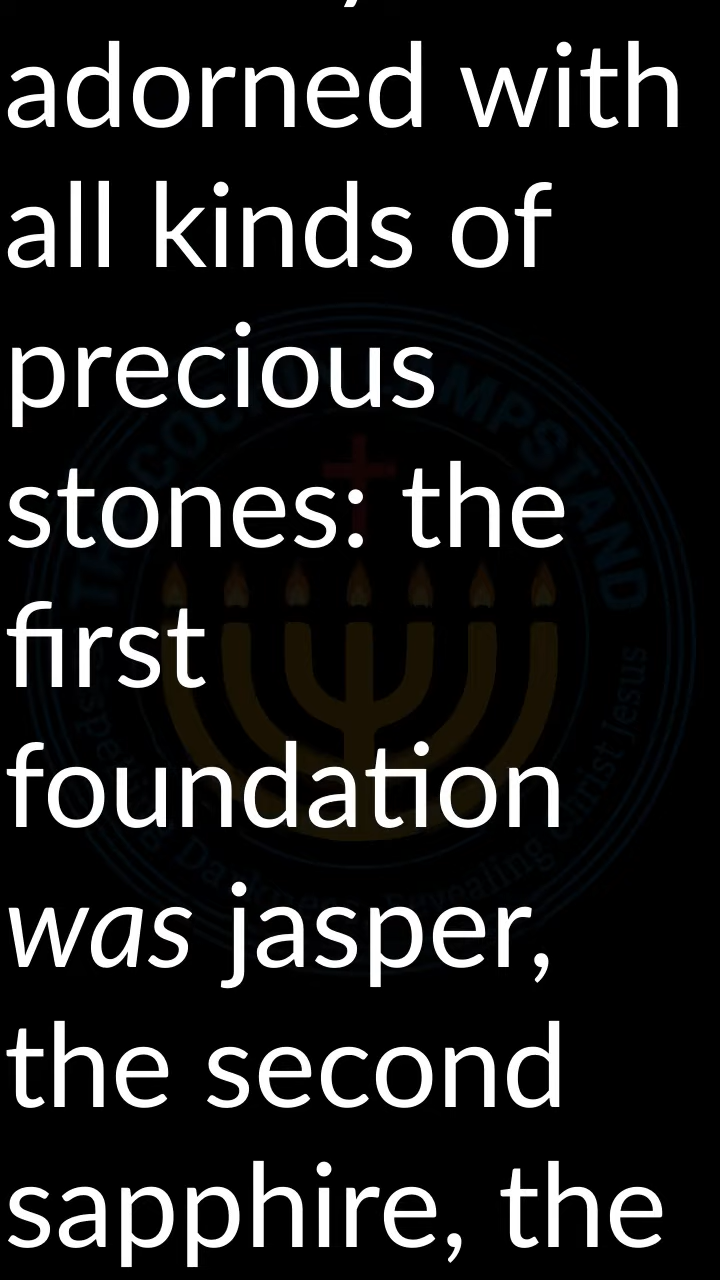 adorned with
all kinds of
precious
stones: the
first
foundation
was jasper,
the second
sapphire, the